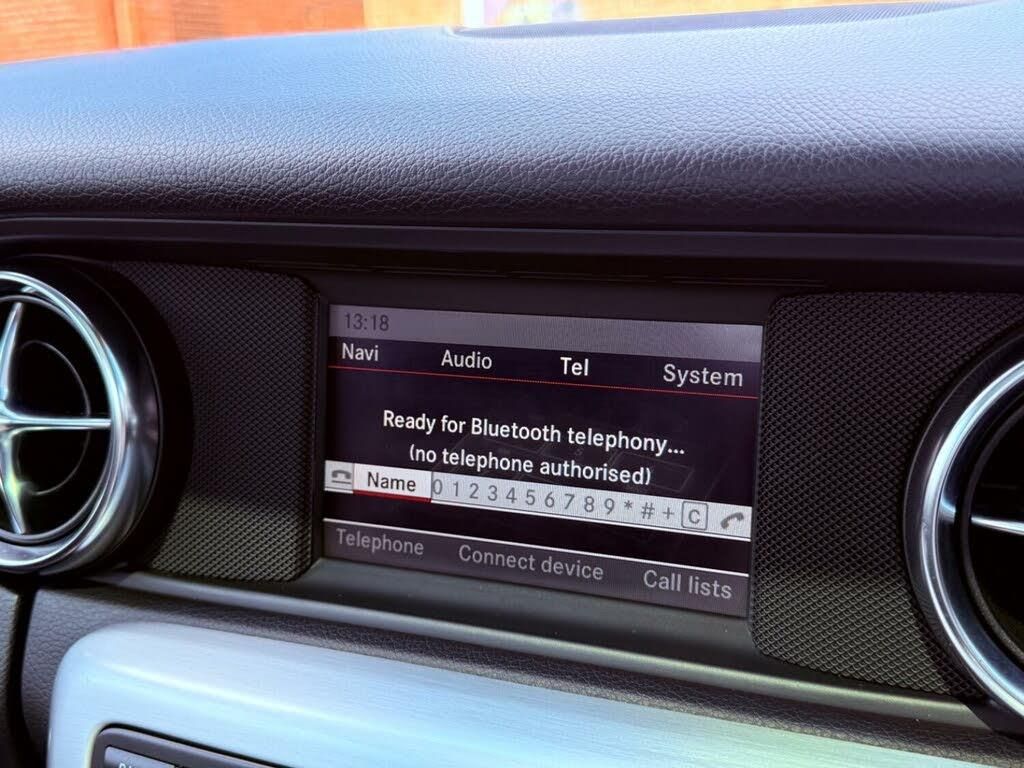 13:18
Navi Audio Tel System
Ready for Bluetooth telephony...
(no telephone authorised)
Name 0 1 2 3 4 5 6 7 8 9 * # + C
Telephone Connect device Call lists